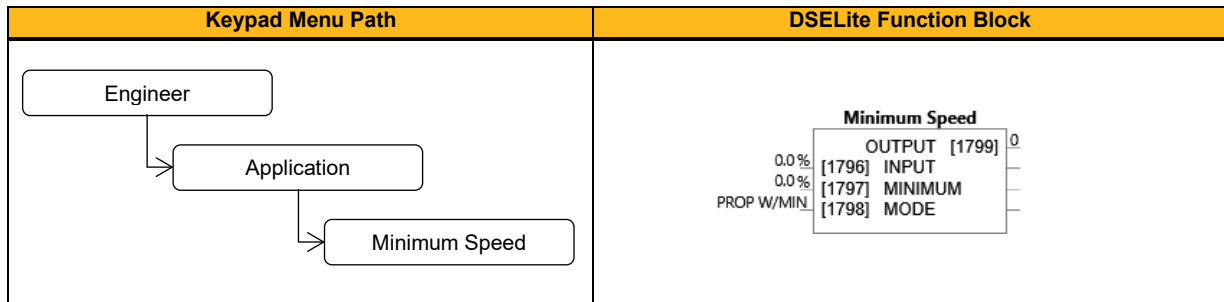 Keypad Menu Path
DSELite Function Block
Engineer
Application
Minimum Speed
Minimum Speed
OUTPUT [1799] 0
0.0 % [1796] INPUT
0.0 % [1797] MINIMUM
PROP W/MIN [1798] MODE